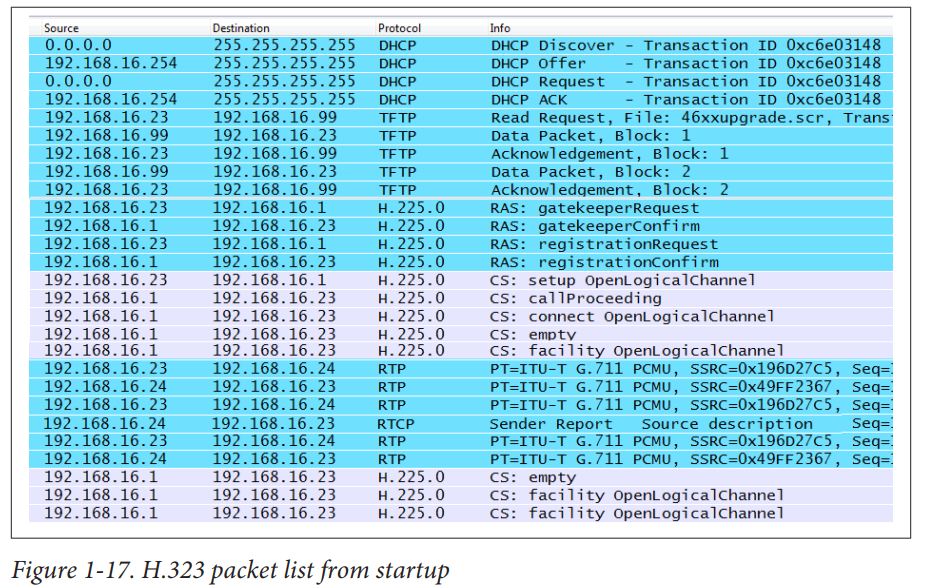 Source Destination Protocol Info
0.0.0.0 255.255.255.255 DHCP DHCP Discover - Transaction ID 0xc6e03148
192.168.16.254 255.255.255.255 DHCP DHCP Offer - Transaction ID 0xc6e03148
0.0.0.0 255.255.255.255 DHCP DHCP Request - Transaction ID 0xc6e03148
192.168.16.254 255.255.255.255 DHCP DHCP ACK - Transaction ID 0xc6e03148
192.168.16.23 192.168.16.99 TFTP Read Request, File: 46xxupgrade.scr, Trans
192.168.16.99 192.168.16.23 TFTP Data Packet, Block: 1
192.168.16.23 192.168.16.99 TFTP Acknowledgement, Block: 1
192.168.16.99 192.168.16.23 TFTP Data Packet, Block: 2
192.168.16.23 192.168.16.99 TFTP Acknowledgement, Block: 2
192.168.16.23 192.168.16.1 H.225.0 RAS: gatekeeperRequest
192.168.16.1 192.168.16.23 H.225.0 RAS: gatekeeperConfirm
192.168.16.23 192.168.16.1 H.225.0 RAS: registrationRequest
192.168.16.1 192.168.16.23 H.225.0 RAS: registrationConfirm
192.168.16.23 192.168.16.1 H.225.0 CS: setup OpenLogicalChannel
192.168.16.1 192.168.16.23 H.225.0 CS: callProceeding
192.168.16.1 192.168.16.23 H.225.0 CS: connect OpenLogicalChannel
192.168.16.1 192.168.16.23 H.225.0 CS: empty
192.168.16.1 192.168.16.23 H.225.0 CS: facility OpenLogicalChannel
192.168.16.23 192.168.16.24 RTP PT=ITU-T G.711 PCMU, SSRC=0x196D27C5, Seq=
192.168.16.24 192.168.16.23 RTP PT=ITU-T G.711 PCMU, SSRC=0x49FF2367, Seq=
192.168.16.23 192.168.16.24 RTP PT=ITU-T G.711 PCMU, SSRC=0x196D27C5, Seq=
192.168.16.24 192.168.16.23 RTCP Sender Report Source description Seq=
192.168.16.23 192.168.16.24 RTP PT=ITU-T G.711 PCMU, SSRC=0x196D27C5, Seq=
192.168.16.24 192.168.16.23 RTP PT=ITU-T G.711 PCMU, SSRC=0x49FF2367, Seq=
192.168.16.1 192.168.16.23 H.225.0 CS: empty
192.168.16.1 192.168.16.23 H.225.0 CS: facility OpenLogicalChannel
192.168.16.1 192.168.16.23 H.225.0 CS: facility OpenLogicalChannel
Figure 1-17. H.323 packet list from startup